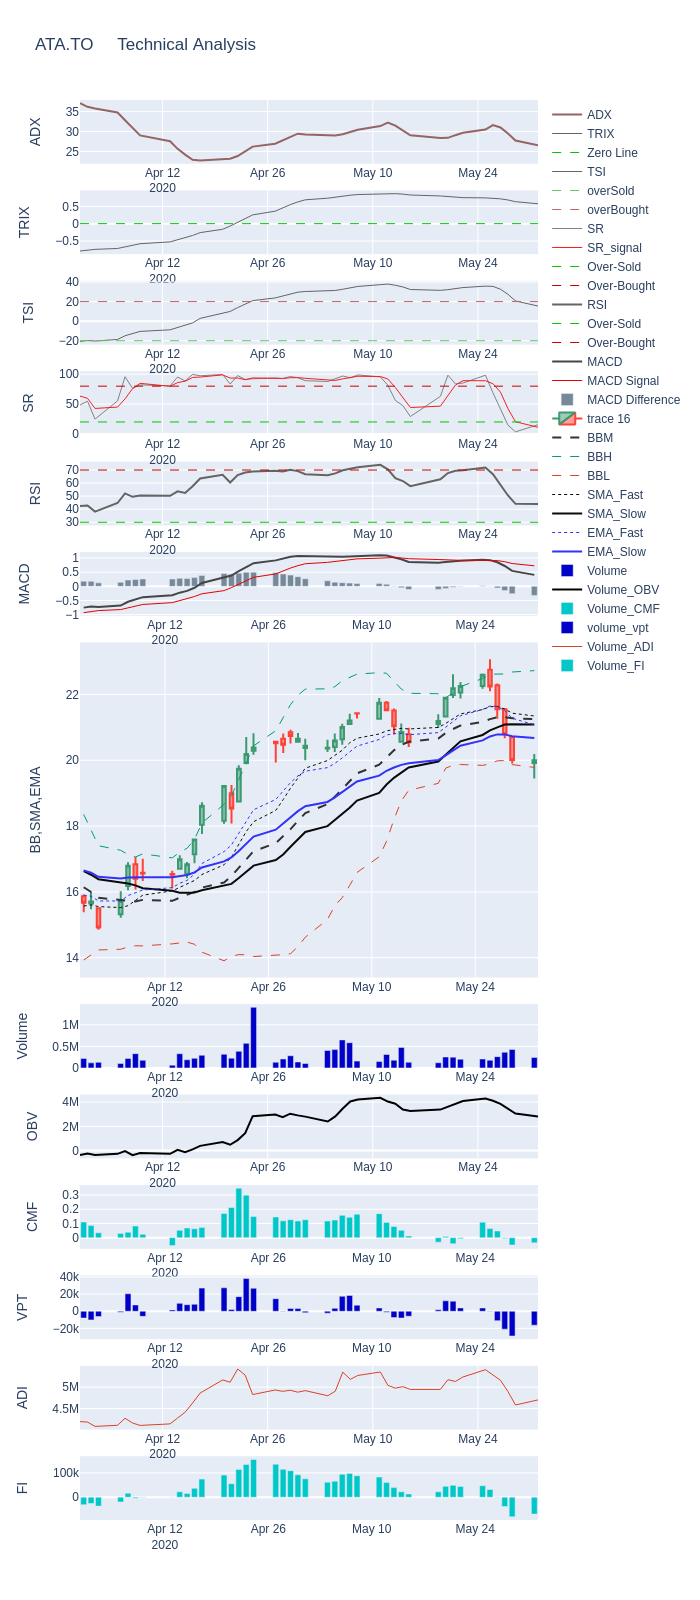 ATA.TO Technical Analysis
ADX
35
30
25
Apr 12
2020
Apr 26
May 10
May 24
TRIX
0.5
0
−0.5
Apr 12
2020
Apr 26
May 10
May 24
TSI
40
20
0
−20
Apr 12
2020
Apr 26
May 10
May 24
SR
100
50
0
Apr 12
2020
Apr 26
May 10
May 24
RSI
70
60
50
40
30
Apr 12
2020
Apr 26
May 10
May 24
MACD
1
0.5
0
−0.5
−1
Apr 12
2020
Apr 26
May 10
May 24
BB,SMA,EMA
22
20
18
16
14
Apr 12
2020
Apr 26
May 10
May 24
Volume
1M
0.5M
0
Apr 12
2020
Apr 26
May 10
May 24
OBV
4M
2M
0
Apr 12
2020
Apr 26
May 10
May 24
CMF
0.3
0.2
0.1
0
Apr 12
2020
Apr 26
May 10
May 24
VPT
40k
20k
0
−20k
Apr 12
2020
Apr 26
May 10
May 24
ADI
5M
4.5M
Apr 12
2020
Apr 26
May 10
May 24
FI
100k
0
Apr 12
2020
Apr 26
May 10
May 24
ADX
TRIX
Zero Line
TSI
overSold
overBought
SR
SR_signal
Over-Sold
Over-Bought
RSI
Over-Sold
Over-Bought
MACD
MACD Signal
MACD Difference
trace 16
BBM
BBH
BBL
SMA_Fast
SMA_Slow
EMA_Fast
EMA_Slow
Volume
Volume_OBV
Volume_CMF
volume_vpt
Volume_ADI
Volume_FI